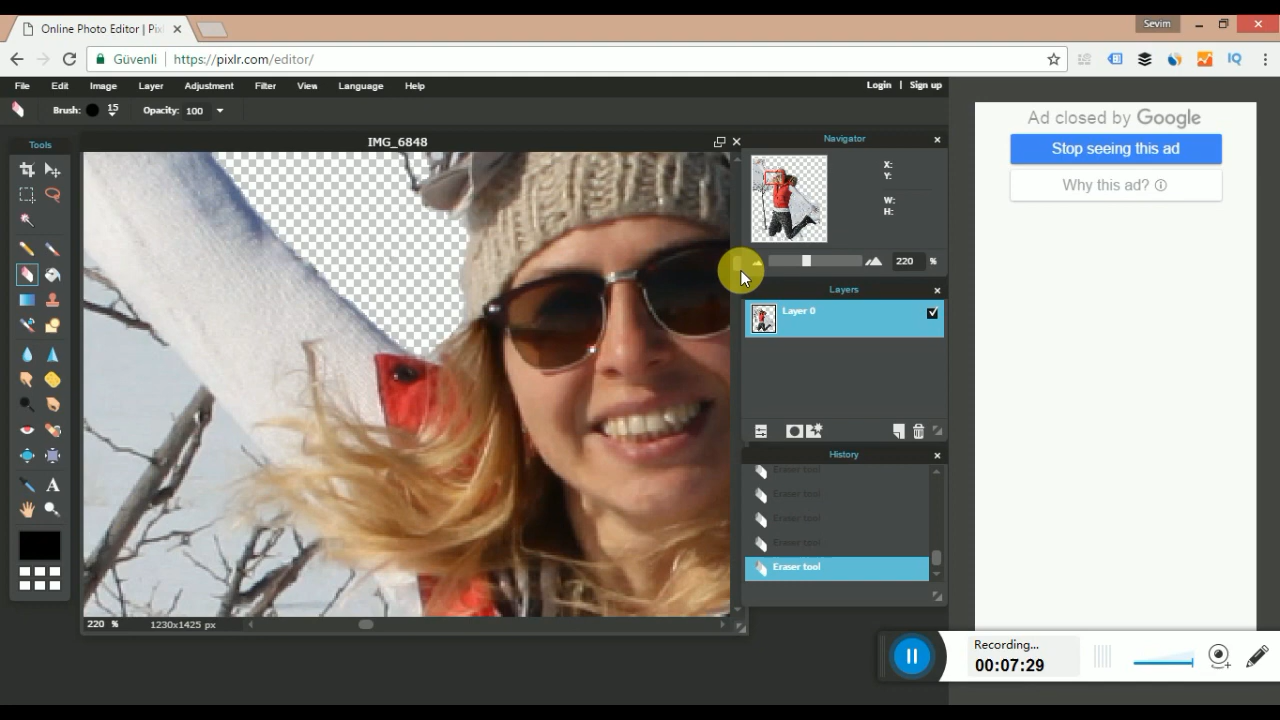 Online Photo Editor | Pix
Sevim
Güvenli
https://pixlr.com/editor/
IQ
File Edit Image Layer Adjustment Filter View Language Help
Login | Sign up
Brush: 15 Opacity: 100
Tools
IMG_6848
Navigator
X:
Y:
W:
H:
220 %
Layers
Layer 0
History
Eraser tool
Eraser tool
Eraser tool
Eraser tool
Eraser tool
220 % 1230x1425 px
Ad closed by Google
Stop seeing this ad
Why this ad?
Recording...
00:07:29